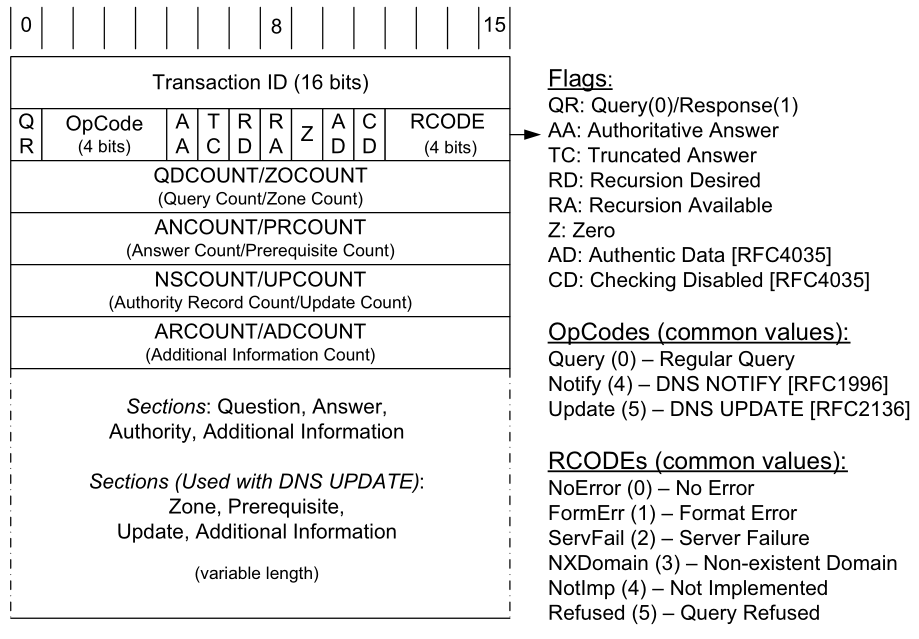 0 8 15
Transaction ID (16 bits)
QR OpCode (4 bits) AA TC RD RA Z AD CD RCODE (4 bits)
QDCOUNT/ZOCOUNT
(Query Count/Zone Count)
ANCOUNT/PRCOUNT
(Answer Count/Prerequisite Count)
NSCOUNT/UPCOUNT
(Authority Record Count/Update Count)
ARCOUNT/ADCOUNT
(Additional Information Count)
Sections: Question, Answer,
Authority, Additional Information
Sections (Used with DNS UPDATE):
Zone, Prerequisite,
Update, Additional Information
(variable length)
Flags:
QR: Query(0)/Response(1)
AA: Authoritative Answer
TC: Truncated Answer
RD: Recursion Desired
RA: Recursion Available
Z: Zero
AD: Authentic Data [RFC4035]
CD: Checking Disabled [RFC4035]
OpCodes (common values):
Query (0) – Regular Query
Notify (4) – DNS NOTIFY [RFC1996]
Update (5) – DNS UPDATE [RFC2136]
RCODEs (common values):
NoError (0) – No Error
FormErr (1) – Format Error
ServFail (2) – Server Failure
NXDomain (3) – Non-existent Domain
NotImp (4) – Not Implemented
Refused (5) – Query Refused